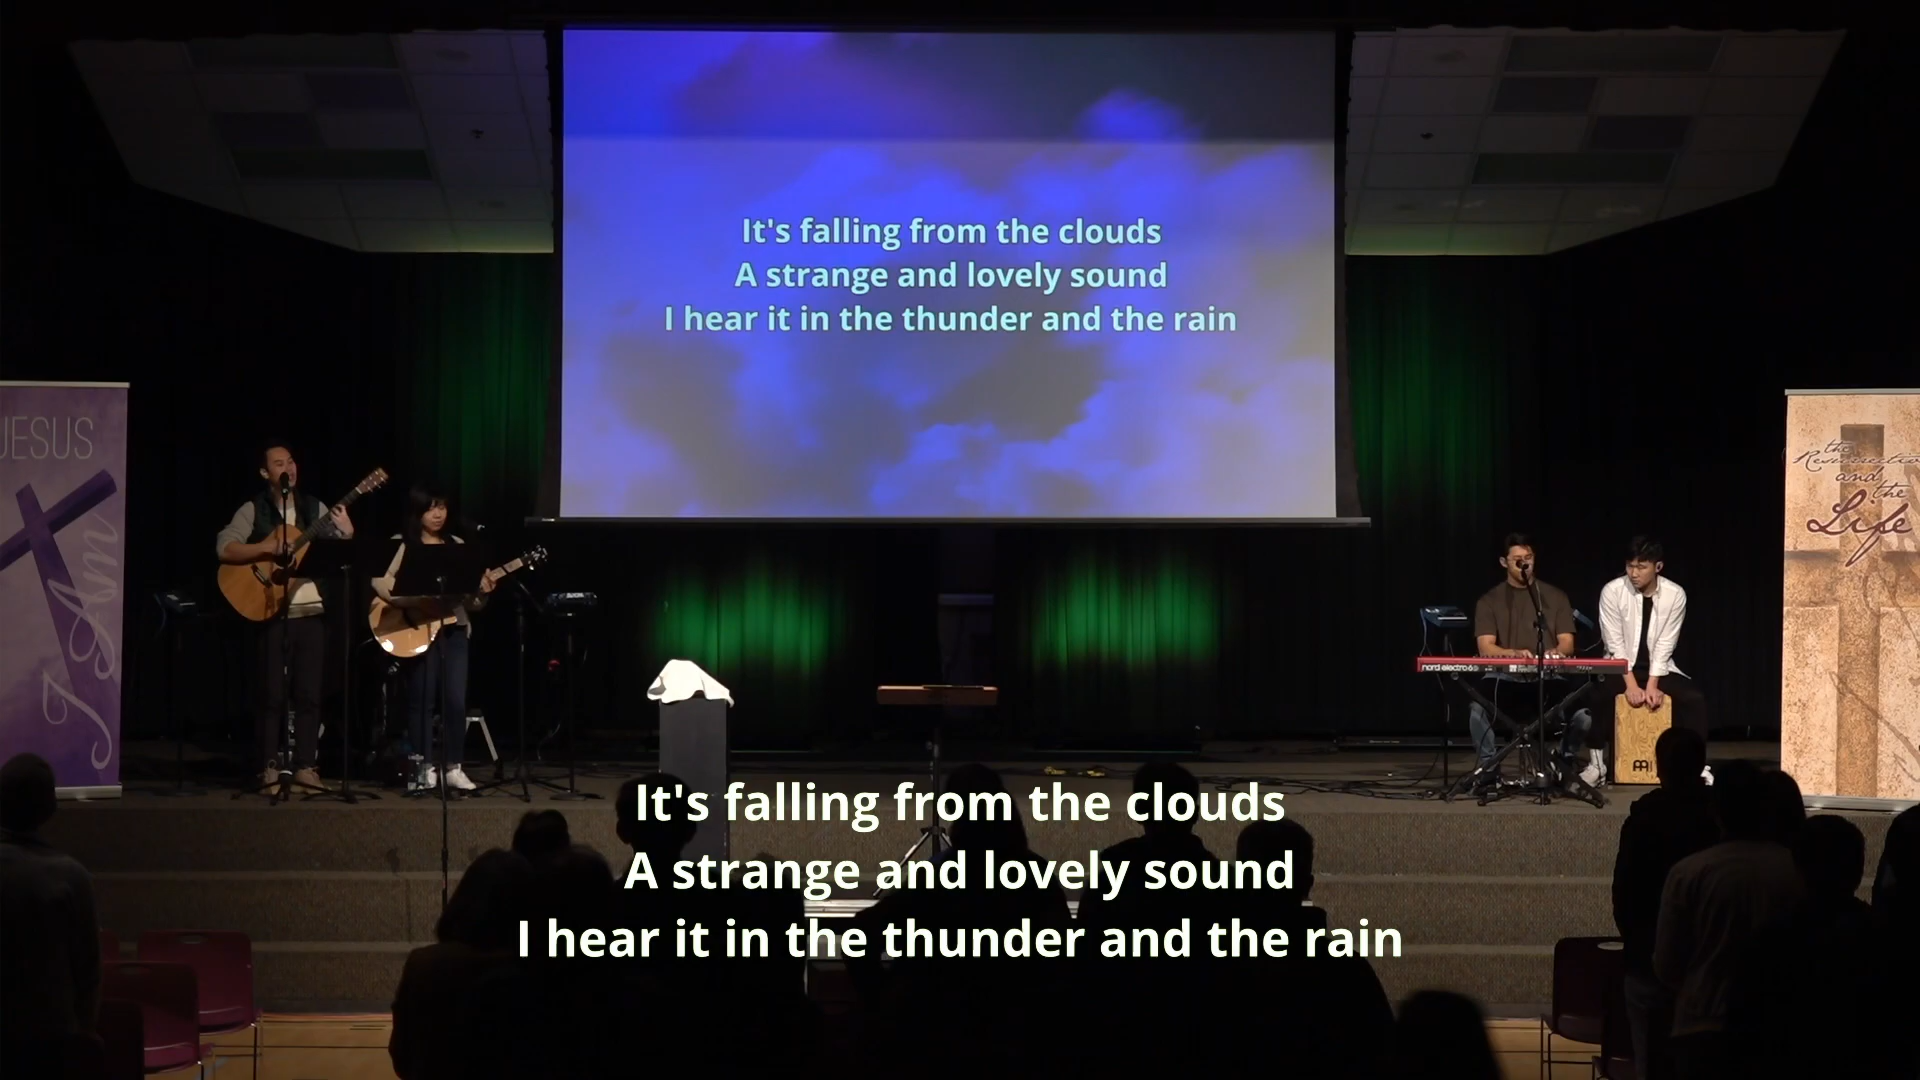 It's falling from the clouds
A strange and lovely sound
I hear it in the thunder and the rain
JESUS
I Am
the
Resurrection
and the
Life
nord electro 6
It's falling from the clouds
A strange and lovely sound
I hear it in the thunder and the rain